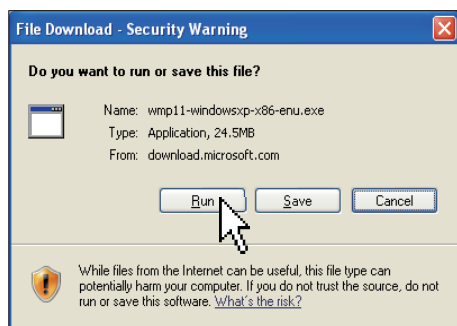 File Download - Security Warning
Do you want to run or save this file?
Name: wmp11-windowsxp-x86-enu.exe
Type: Application, 24.5MB
From: download.microsoft.com
Run Save Cancel
While files from the Internet can be useful, this file type can
potentially harm your computer. If you do not trust the source, do not
run or save this software. What's the risk?